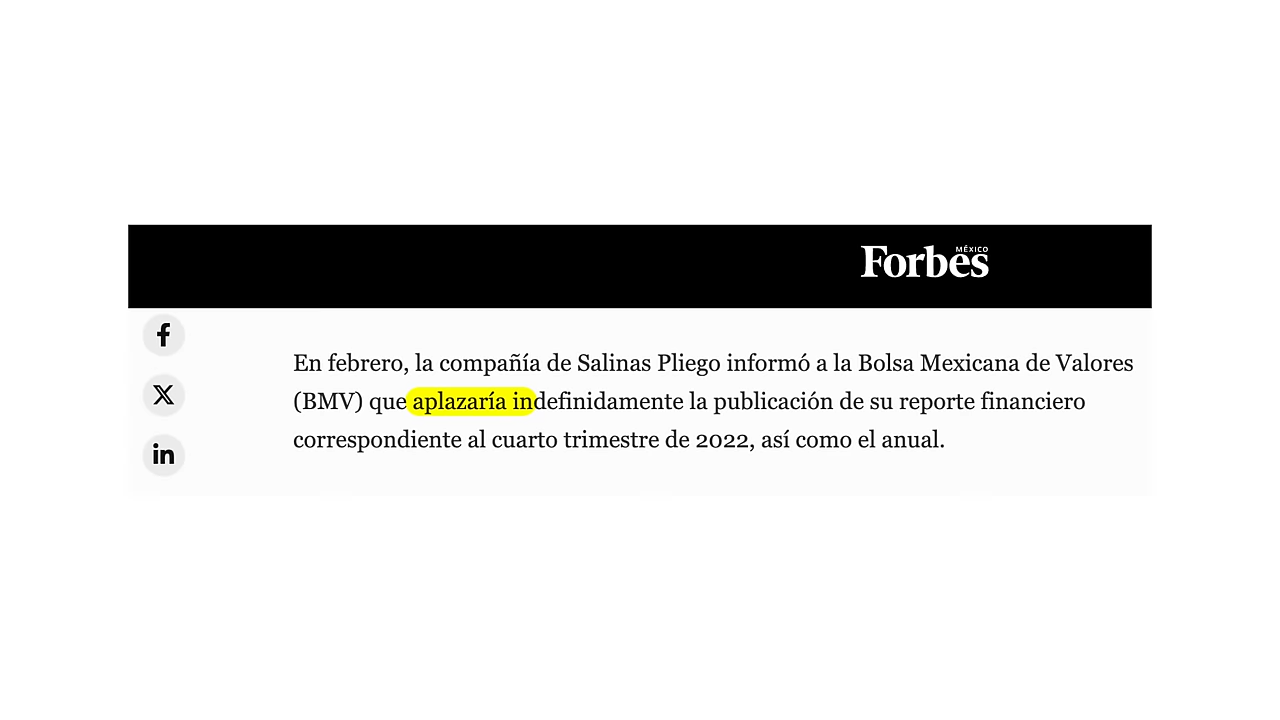 Forbes
MÉXICO
En febrero, la compañía de Salinas Pliego informó a la Bolsa Mexicana de Valores
(BMV) que aplazaría indefinidamente la publicación de su reporte financiero
correspondiente al cuarto trimestre de 2022, así como el anual.